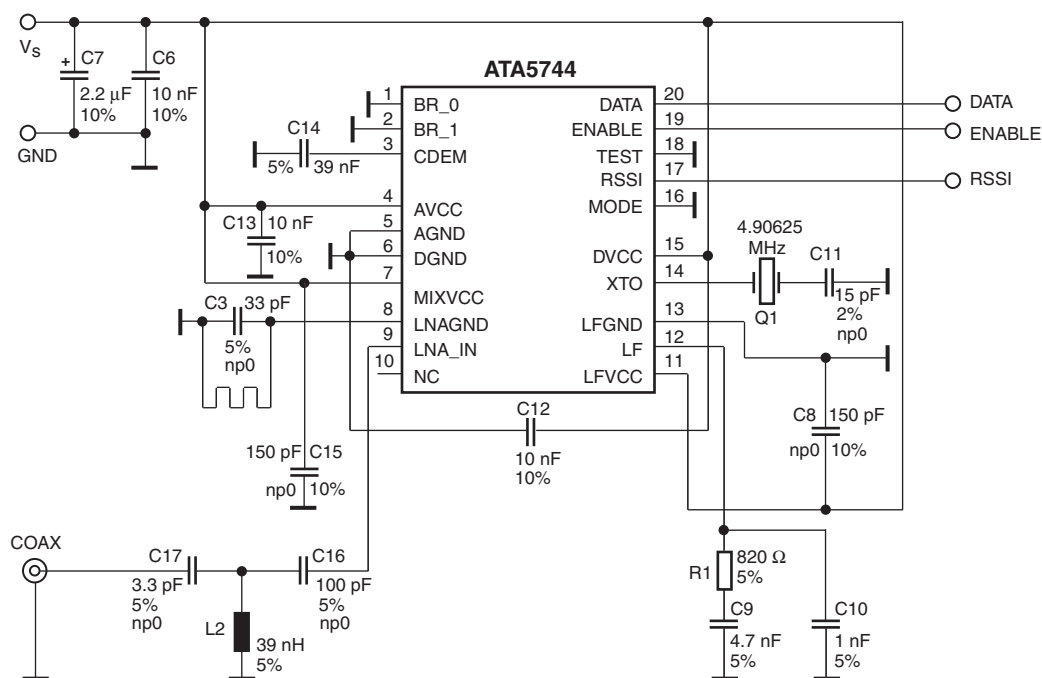 VS
C7
C6
+
2.2 µF
10%
10 nF
10%
GND
ATA5744
1
BR_0
2
BR_1
3
CDEM
4
AVCC
5
AGND
6
DGND
7
MIXVCC
8
LNAGND
9
LNA_IN
10
NC
DATA
20
ENABLE
19
TEST
18
RSSI
17
MODE
16
DVCC
15
XTO
14
LFGND
13
LF
12
LFVCC
11
DATA
ENABLE
RSSI
C14
5%
39 nF
C13
10 nF
10%
C3
33 pF
5%
np0
4.90625
MHz
Q1
C11
15 pF
2%
np0
C12
10 nF
10%
C8
150 pF
np0
10%
150 pF
C15
np0
10%
COAX
C17
3.3 pF
5%
np0
C16
100 pF
5%
np0
L2
39 nH
5%
R1
820 Ω
5%
C9
4.7 nF
5%
C10
1 nF
5%